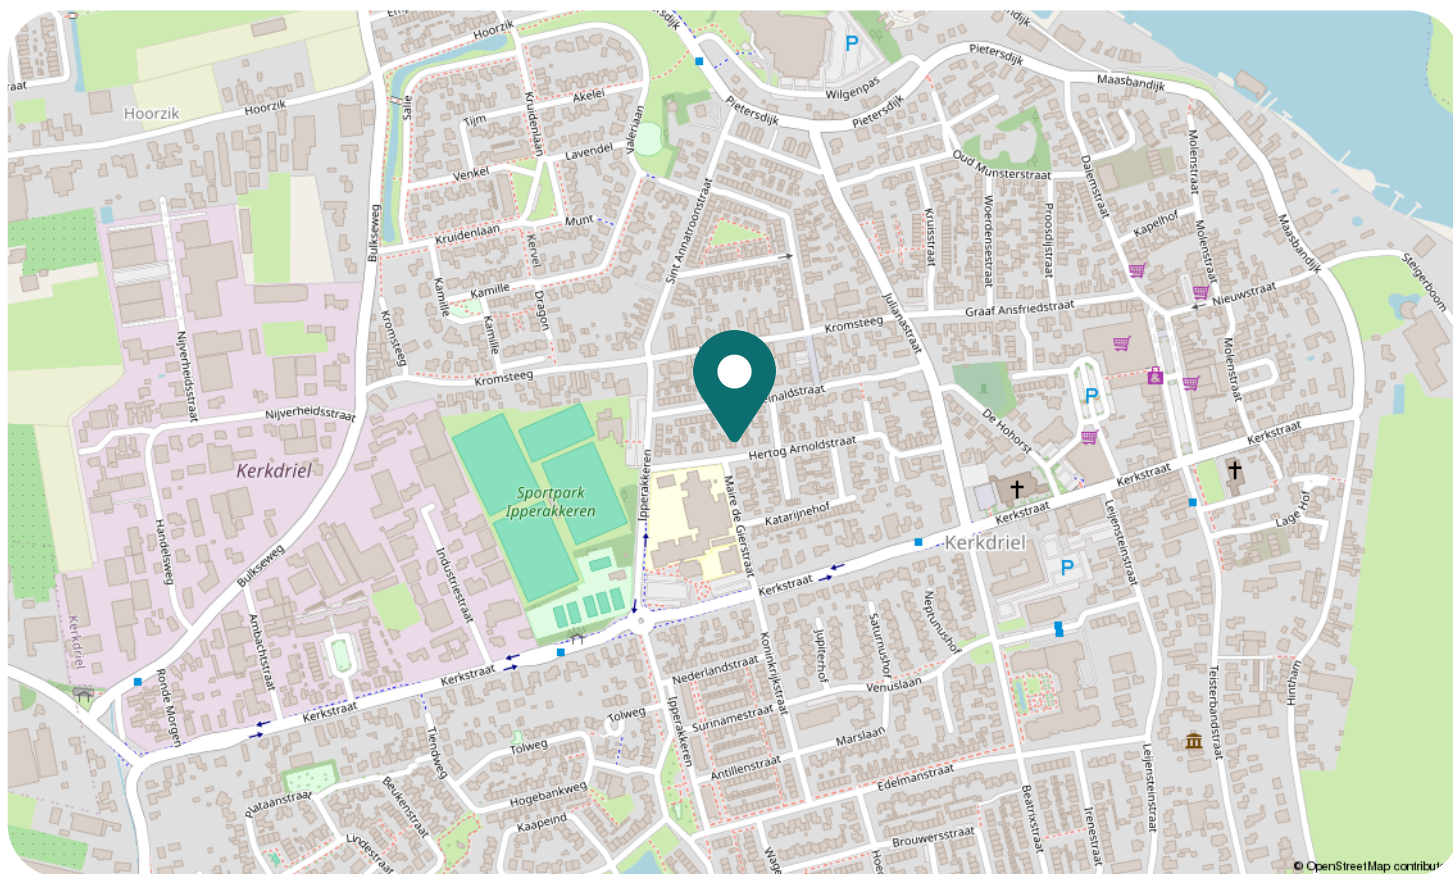 Hoorzik
Pietersdijk
Maasbandijk
Wilgenpas
Akelei
Salie
Kruidenlaan
Hoorzik
Hoorzik
Tijm
Valeriaan
Pietersdijk
Pietersdijk
Lavendel
Venkel
Oud Munsterstraat
Dalemstraat
Molenstraat
Bulkseweg
Munt
Kruidenlaan
Kervel
Sint Annatroonstraat
Kruisstraat
Woerdensestraat
Proosdijstraat
Kapelhof
Molenstraat
Maasbandijk
Steigerboom
Kamille
Kamille
Dragon
Kamille
Nieuwstraat
Graaf Ansfriedstraat
Julianastraat
Kromsteeg
Kromsteeg
Kromsteeg
Nijverheidsstraat
Molenstraat
einaldstraat
Nijverheidsstraat
De Hohorst
Kerkstraat
Hertog Arnoldstraat
Kerkdriel
Ipperakkeren
Kerkstraat
Sportpark
Ipperakkeren
Maire de Gierstraat
Katarijnehof
Kerkstraat
Leijensteinstraat
Lage Hof
Kerkdriel
Handelsweg
Bulkseweg
Industriestraat
Kerkstraat
Ambachtstraat
Kerkdriel
Neptunushof
Saturnushof
Jupiterhof
Koninkrijkstraat
Nederlandstraat
Kerkstraat
Ronde Morgen
Venuslaan
Hintham
Teisterbandstraat
Ipperakkeren
Surinamestraat
Kerkstraat
Tolweg
Tolweg
Tiendweg
Marslaan
Antillenstraat
Leijensteinstraat
Edelmanstraat
Hogebankweg
Plataanstraat
Beukenstraat
Kaapeind
Beatrixstraat
Irenestraat
Brouwersstraat
Lindestraat
© OpenStreetMap contribut